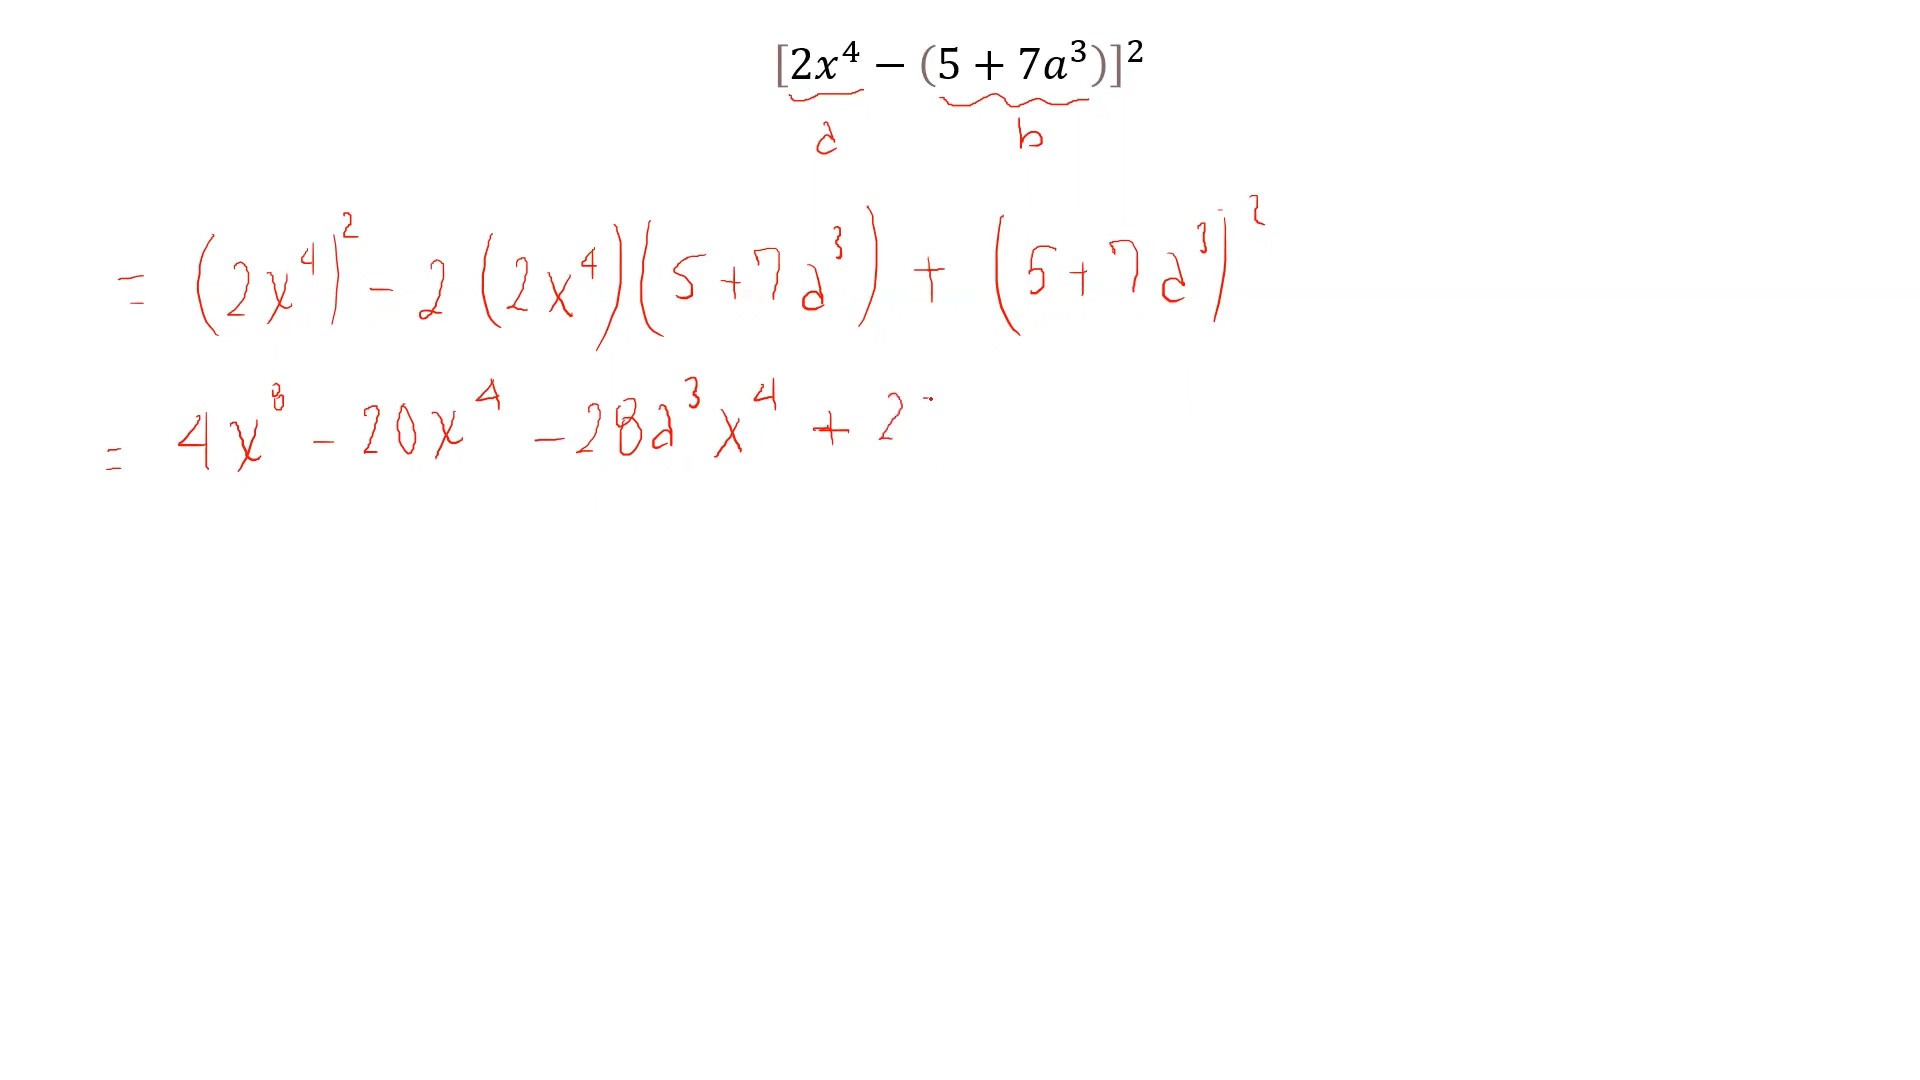 [2x⁴ − (5 + 7a³)]²
a b
= (2x⁴)² - 2(2x⁴)(5+7a³) + (5+7a³)²
= 4x⁸ - 20x⁴ - 28a³x⁴ + 2